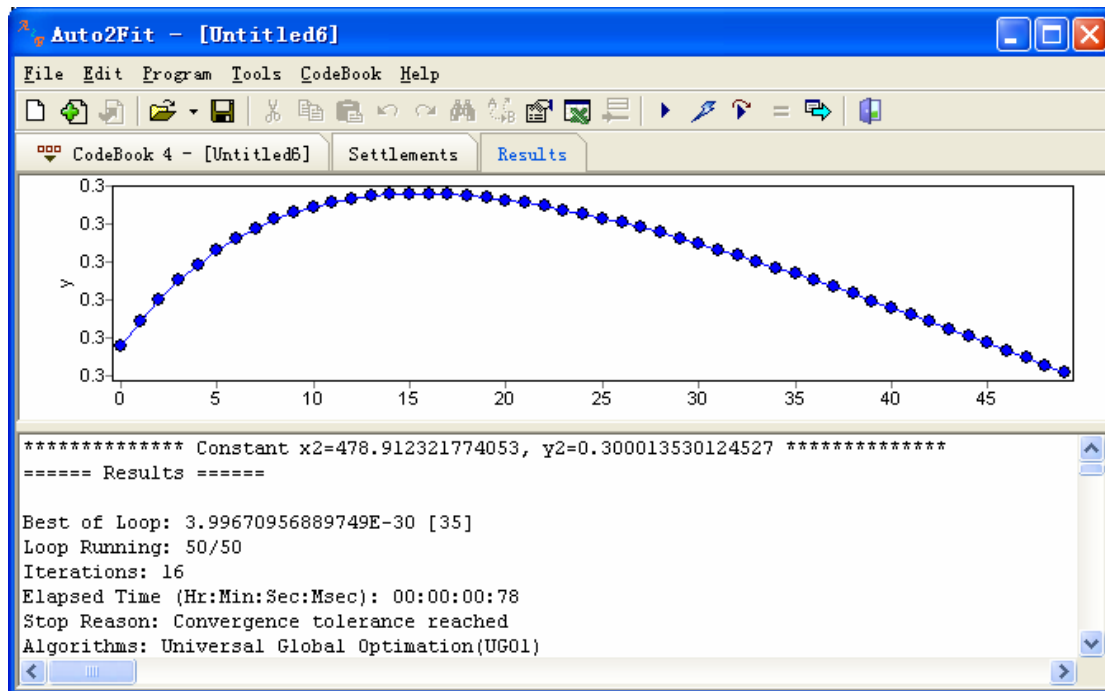 Auto2Fit - [Untitled6]
File Edit Program Tools CodeBook Help
CodeBook 4 - [Untitled6] Settlements Results
0.3
0.3
0.3
0.3
0.3
0.3
y
0 5 10 15 20 25 30 35 40 45
************** Constant x2=478.912321774053, y2=0.300013530124527 **************
====== Results ======
Best of Loop: 3.99670956889749E-30 [35]
Loop Running: 50/50
Iterations: 16
Elapsed Time (Hr:Min:Sec:Msec): 00:00:00:78
Stop Reason: Convergence tolerance reached
Algorithms: Universal Global Optimation(UGO1)